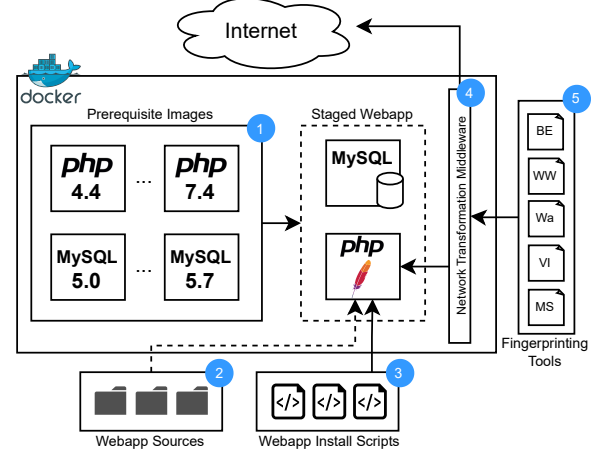 Internet
docker
Prerequisite Images
1
php
4.4
...
php
7.4
MySQL
5.0
...
MySQL
5.7
Staged Webapp
MySQL
php
4
Network Transformation Middleware
5
BE
WW
Wa
VI
MS
Fingerprinting
Tools
2
Webapp Sources
3
</>
</>
</>
Webapp Install Scripts